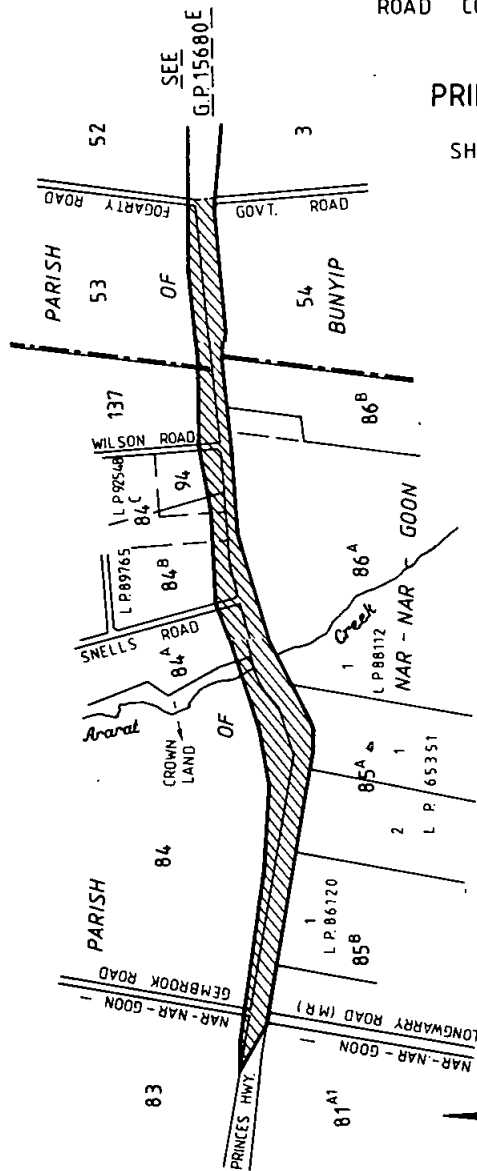 ROAD
PRI
SH
SEE
G.P.15680E
52
3
FOGARTY ROAD
GOVT. ROAD
PARISH
53
OF
54
BUNYIP
137
WILSON ROAD
L.P.92548
84C
94
86B
L.P.89765
84B
SNELLS ROAD
84A
86A
Creek
GOON
NAR - NAR
1
L P.88112
Ararat
CROWN
LAND
OF
85A
1
2
L. P. 65351
84
PARISH
1
L.P.86120
85B
NAR-NAR-GOON
GEMBROOK ROAD
NAR-NAR-GOON
LONGWARRY ROAD (M R)
83
PRINCES HWY.
81A1